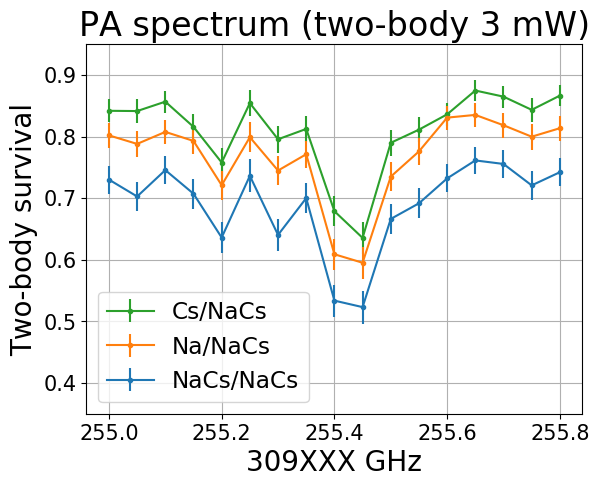 PA spectrum (two-body 3 mW)
Two-body survival
0.9
0.8
0.7
0.6
0.5
0.4
Cs/NaCs
Na/NaCs
NaCs/NaCs
255.0 255.2 255.4 255.6 255.8
309XXX GHz